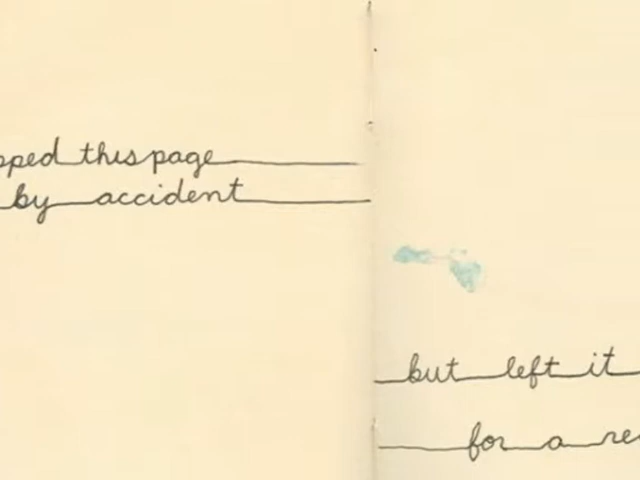 this page
by accident
but left it
for a